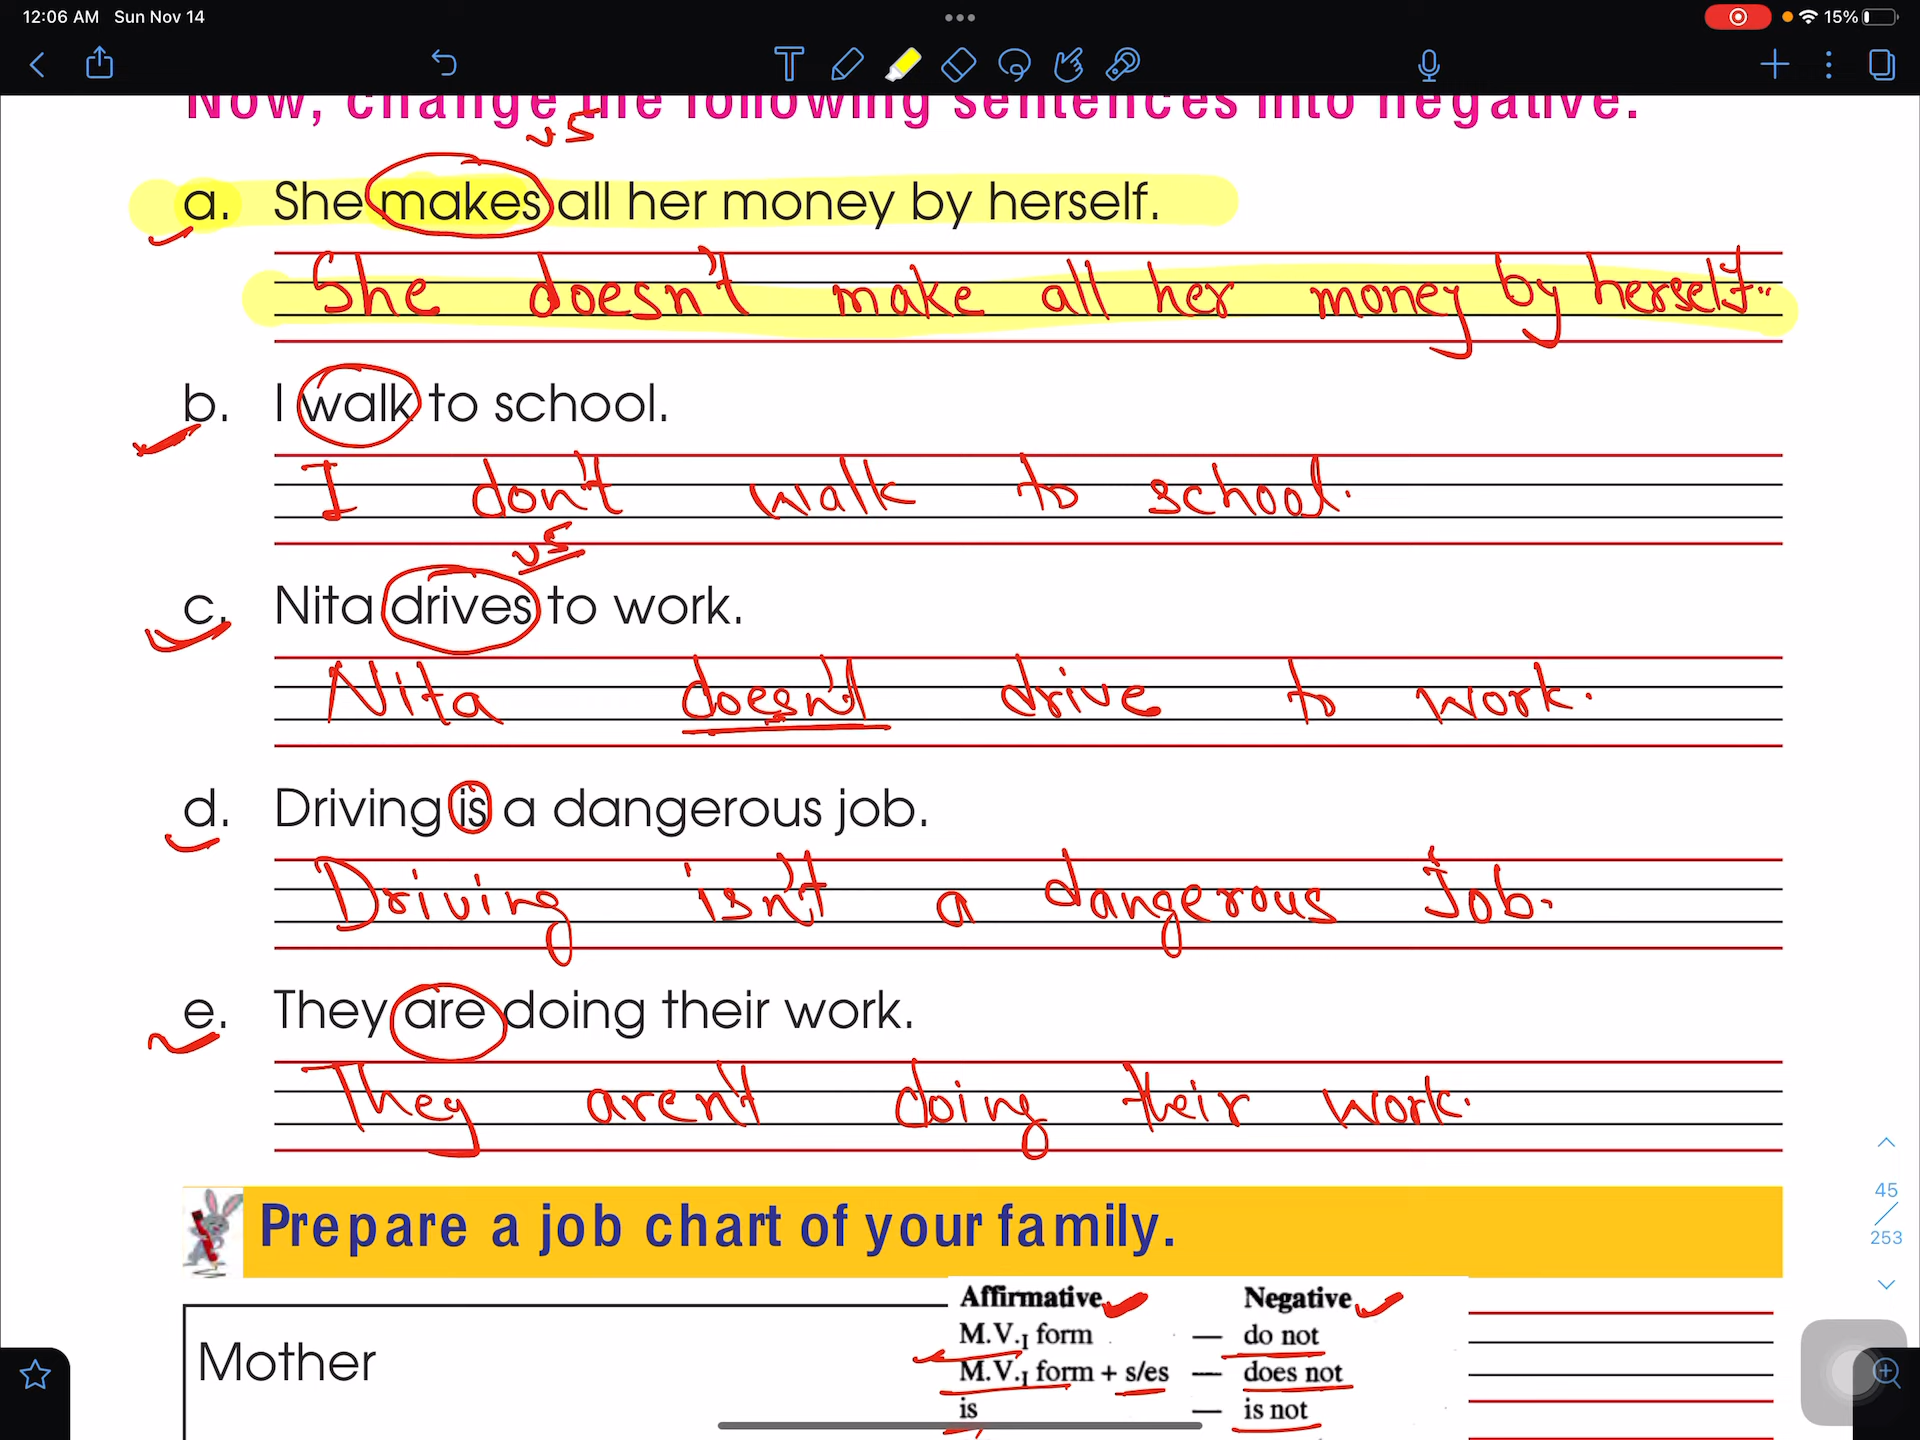 12:06 AM Sun Nov 14
15%
Now, change the following sentences into negative.
v5
a. She makes all her money by herself.
She doesn't make all her money by herself.
b. I walk to school.
I don't walk to school.
v5
c. Nita drives to work.
Nita doesn't drive to work.
d. Driving is a dangerous job.
Driving isn't a dangerous job.
e. They are doing their work.
They aren't doing their work.
45
253
Prepare a job chart of your family.
Affirmative Negative
M.V.I form — do not
Mother
M.V.I form + s/es — does not
is — is not